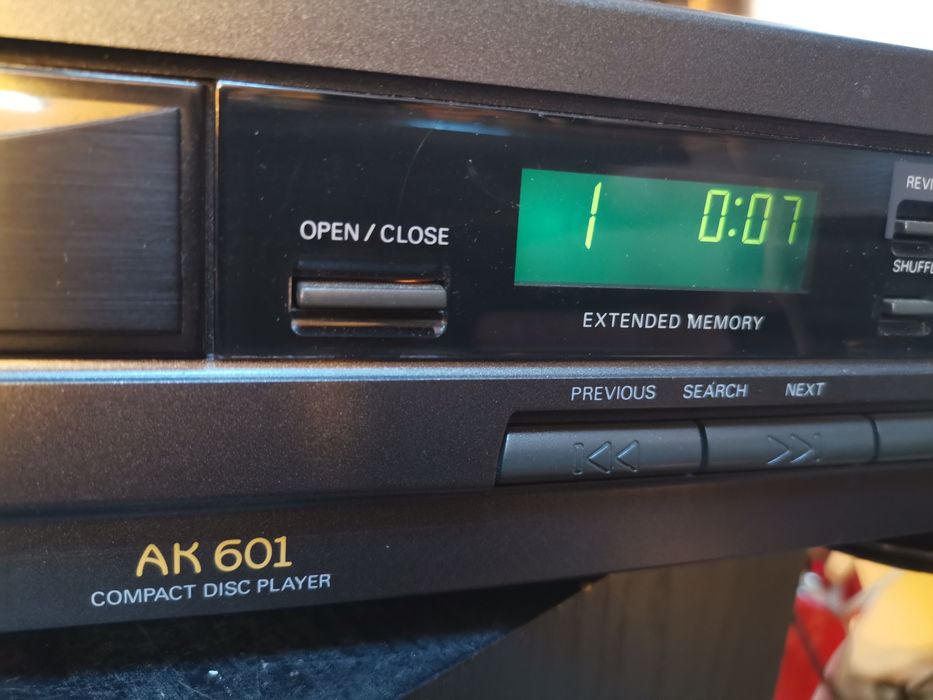 OPEN / CLOSE
1 0:07
EXTENDED MEMORY
PREVIOUS SEARCH NEXT
AK 601
COMPACT DISC PLAYER